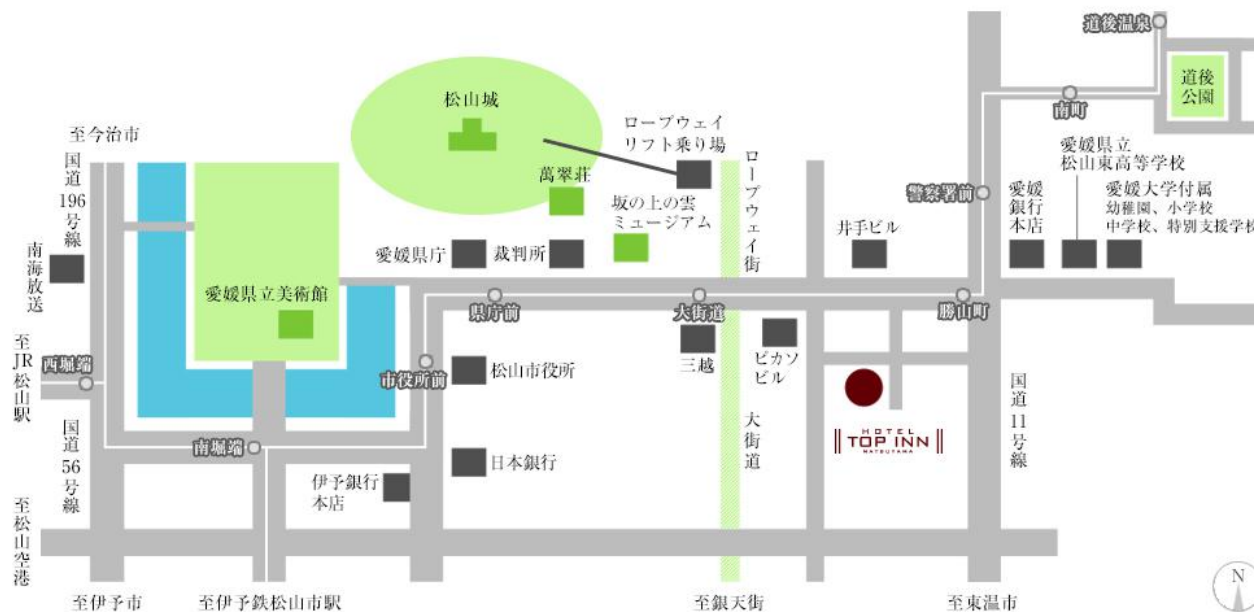 道後温泉
道後
公園
南町
松山城
ロープウェイ
リフト乗り場
至今治市
国道
196
号線
愛媛県立
松山東高等学校
萬翠荘
ロープウェイ街
警察署前
愛媛
銀行
本店
愛媛大学付属
幼稚園、小学校
中学校、特別支援学校
坂の上の雲
ミュージアム
井手ビル
愛媛県庁
裁判所
南海放送
愛媛県立美術館
県庁前
大街道
勝山町
至JR松山駅
西堀端
市役所前
松山市役所
三越
ピカソ
ビル
国道11号線
国道
56
号線
大街道
HOTEL
TOP INN
MATSUYAMA
南堀端
日本銀行
伊予銀行
本店
至松山空港
N
至伊予市
至伊予鉄松山市駅
至銀天街
至東温市